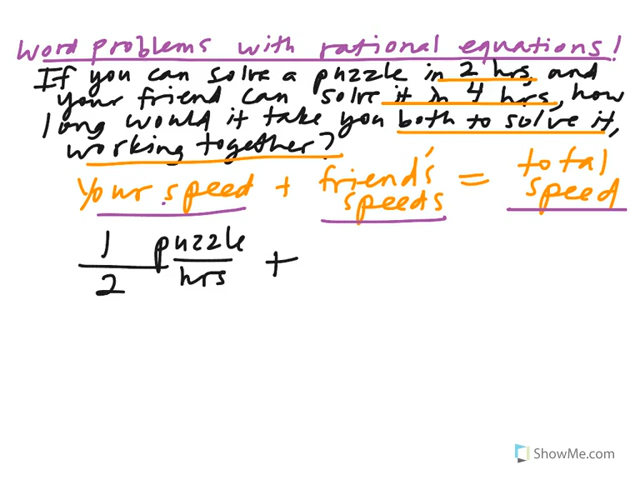 Word problems with rational equations!
If you can solve a puzzle in 2 hrs and
your friend can solve it in 4 hrs, how
long would it take you both to solve it,
working together?
Your speed + friend's speeds = total speed
1/2 puzzle/hrs +
ShowMe.com